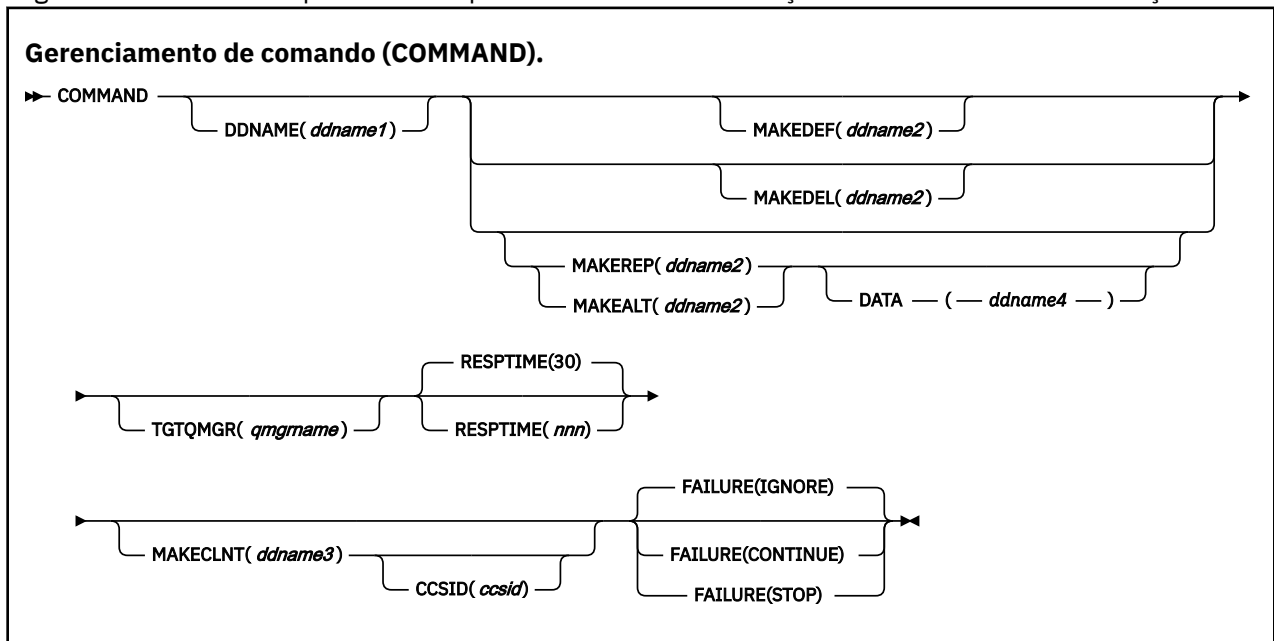 Gerenciamento de comando (COMMAND).
COMMAND
DDNAME( ddname1 )
MAKEDEF( ddname2 )
MAKEDEL( ddname2 )
MAKEREP( ddname2 )
MAKEALT( ddname2 )
DATA ( ddname4 )
TGTQMGR( qmgrname )
RESPTIME(30)
RESPTIME( nnn)
MAKECLNT( ddname3 )
CCSID( ccsid)
FAILURE(IGNORE)
FAILURE(CONTINUE)
FAILURE(STOP)